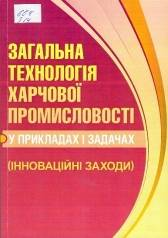 ЗАГАЛЬНА
ТЕХНОЛОГІЯ
ХАРЧОВОЇ
ПРОМИСЛОВОСТІ
У ПРИКЛАДАХ І ЗАДАЧАХ
(ІННОВАЦІЙНІ ЗАХОДИ)